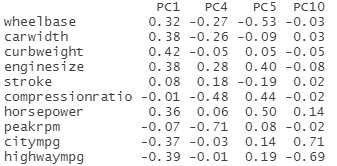 PC1 PC4 PC5 PC10
wheelbase 0.32 -0.27 -0.53 -0.03
carwidth 0.38 -0.26 -0.09 0.03
curbweight 0.42 -0.05 0.05 -0.05
enginesize 0.38 0.28 0.40 -0.08
stroke 0.08 0.18 -0.19 0.02
compressionratio -0.01 -0.48 0.44 -0.02
horsepower 0.36 0.06 0.50 0.14
peakrpm -0.07 -0.71 0.08 -0.02
citympg -0.37 -0.03 0.14 0.71
highwaympg -0.39 -0.01 0.19 -0.69